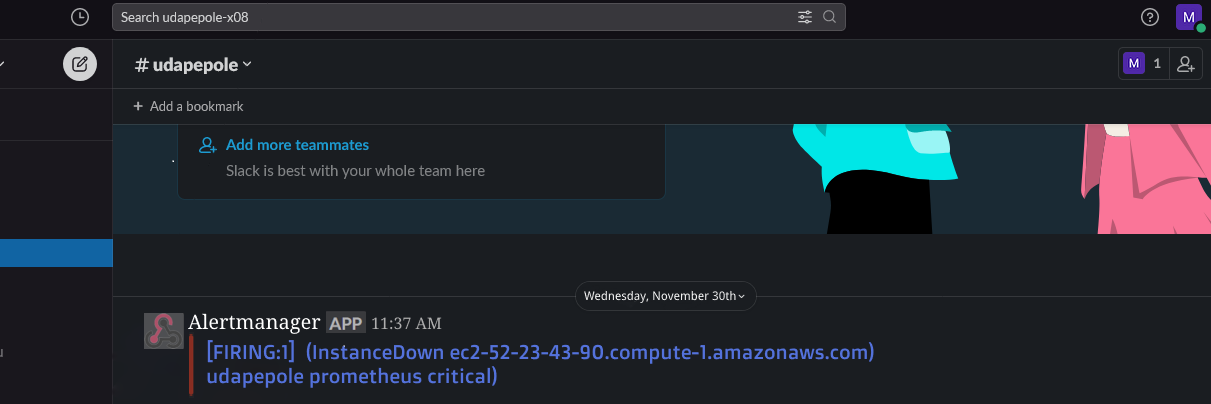 Search udapepole-x08
M
# udapepole
M 1
+ Add a bookmark
Add more teammates
Slack is best with your whole team here
Wednesday, November 30th
Alertmanager APP 11:37 AM
[FIRING:1] (InstanceDown ec2-52-23-43-90.compute-1.amazonaws.com)
udapepole prometheus critical)